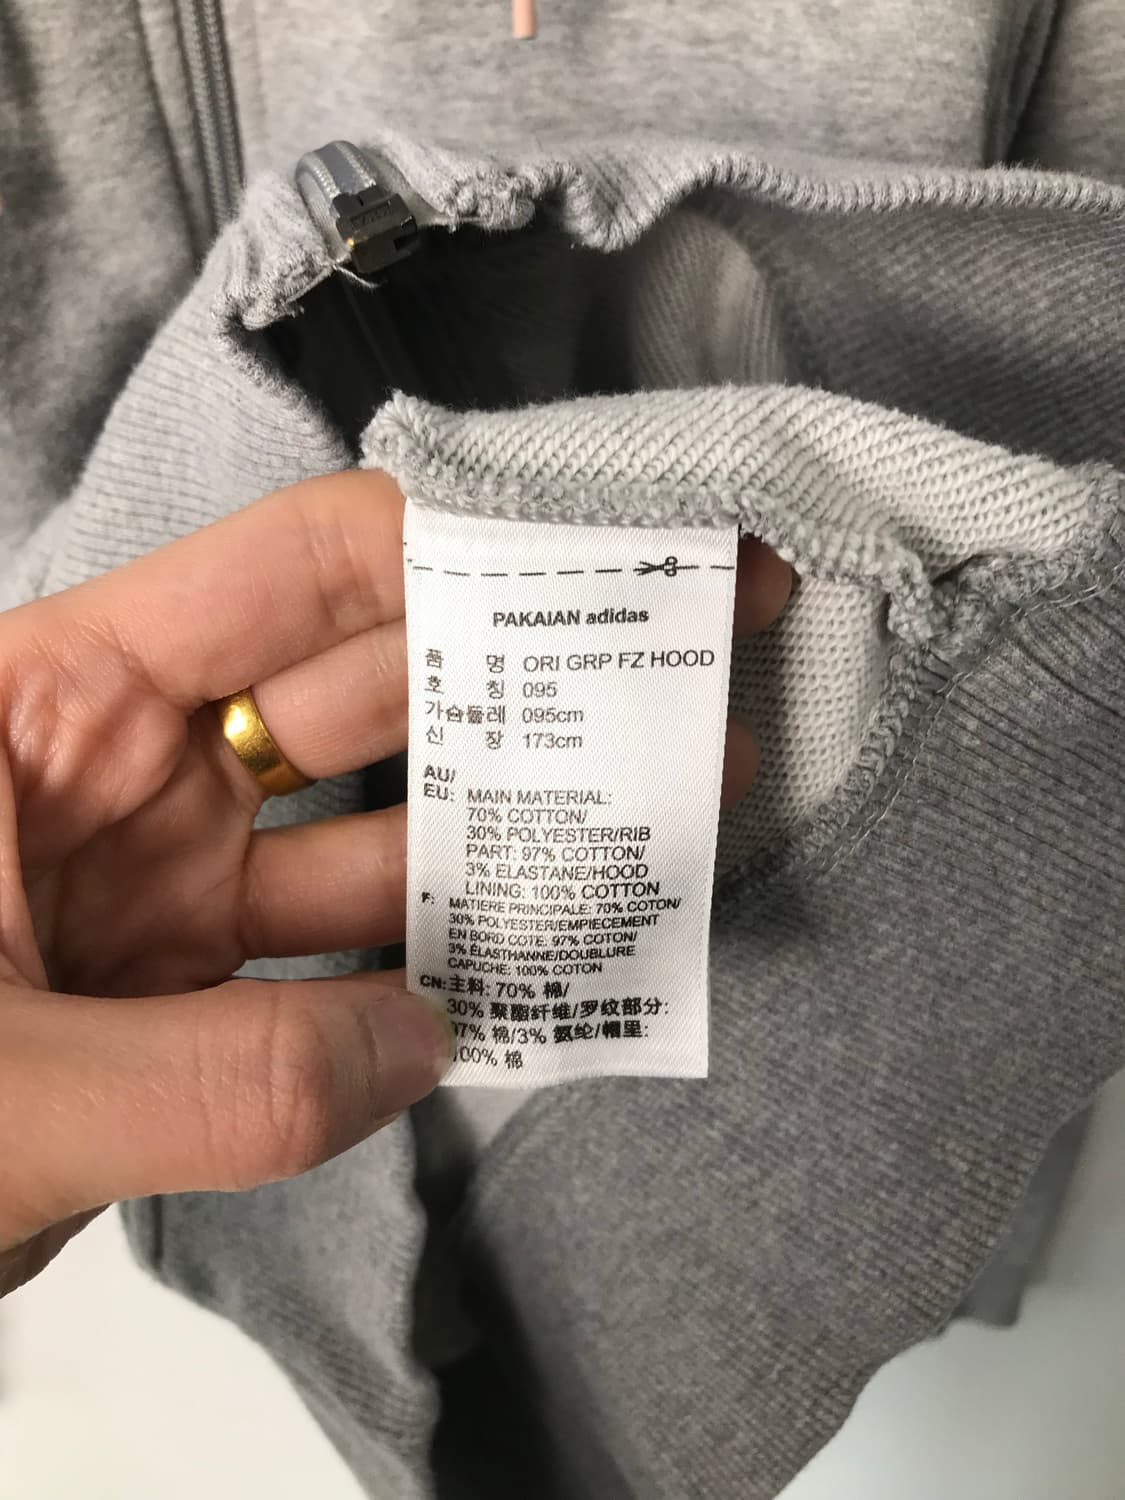 PAKAIAN adidas
품 명 ORI GRP FZ HOOD
호 칭 095
가슴둘레 095cm
신 장 173cm
AU/
EU: MAIN MATERIAL:
70% COTTON/
30% POLYESTER/RIB
PART: 97% COTTON/
3% ELASTANE/HOOD
LINING: 100% COTTON
F: MATIERE PRINCIPALE: 70% COTON/
30% POLYESTER/EMPIECEMENT
EN BORD COTE: 97% COTON/
3% ÉLASTHANNE/DOUBLURE
CAPUCHE: 100% COTON
CN: 主料: 70% 棉/
30% 聚酯纤维/罗纹部分:
97% 棉/3% 氨纶/帽里:
100% 棉